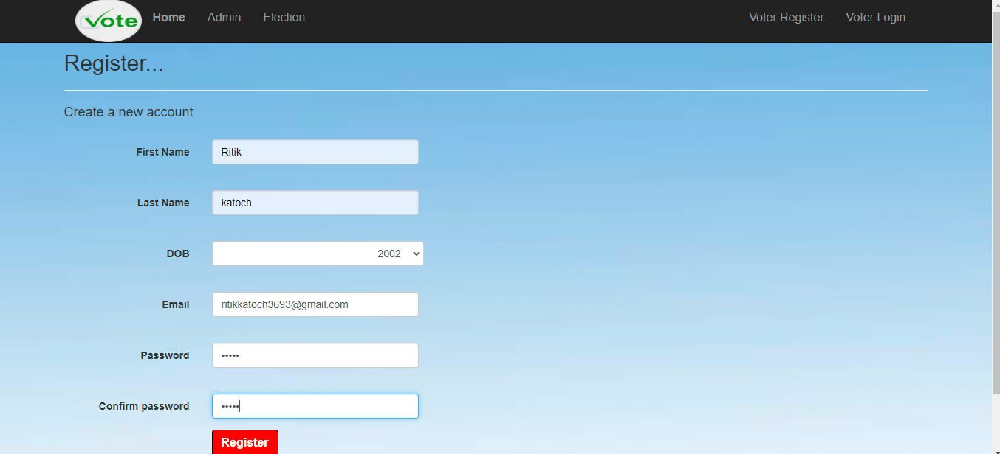 Vote Home Admin Election Voter Register Voter Login
Register...
Create a new account
First Name Ritik
Last Name katoch
DOB 2002
Email ritikkatoch3693@gmail.com
Password •••••
Confirm password •••••
Register